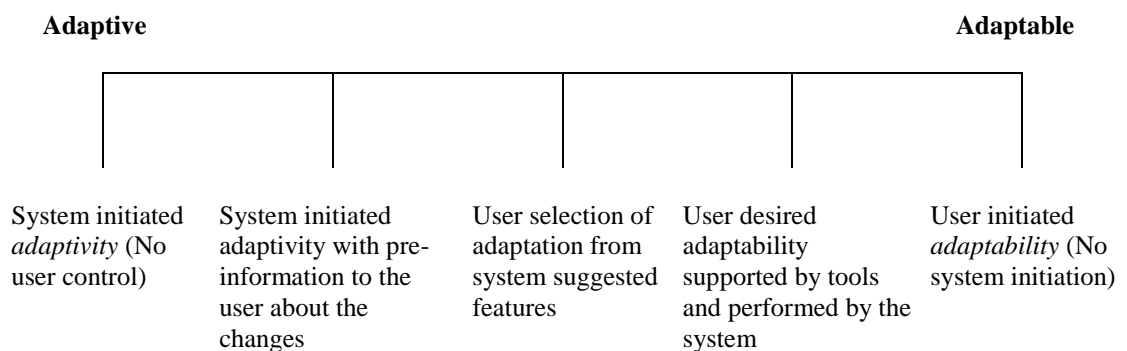 Adaptive
Adaptable
System initiated
adaptivity (No
user control)
System initiated
adaptivity with pre-
information to the
user about the
changes
User selection of
adaptation from
system suggested
features
User desired
adaptability
supported by tools
and performed by the
system
User initiated
adaptability (No
system initiation)